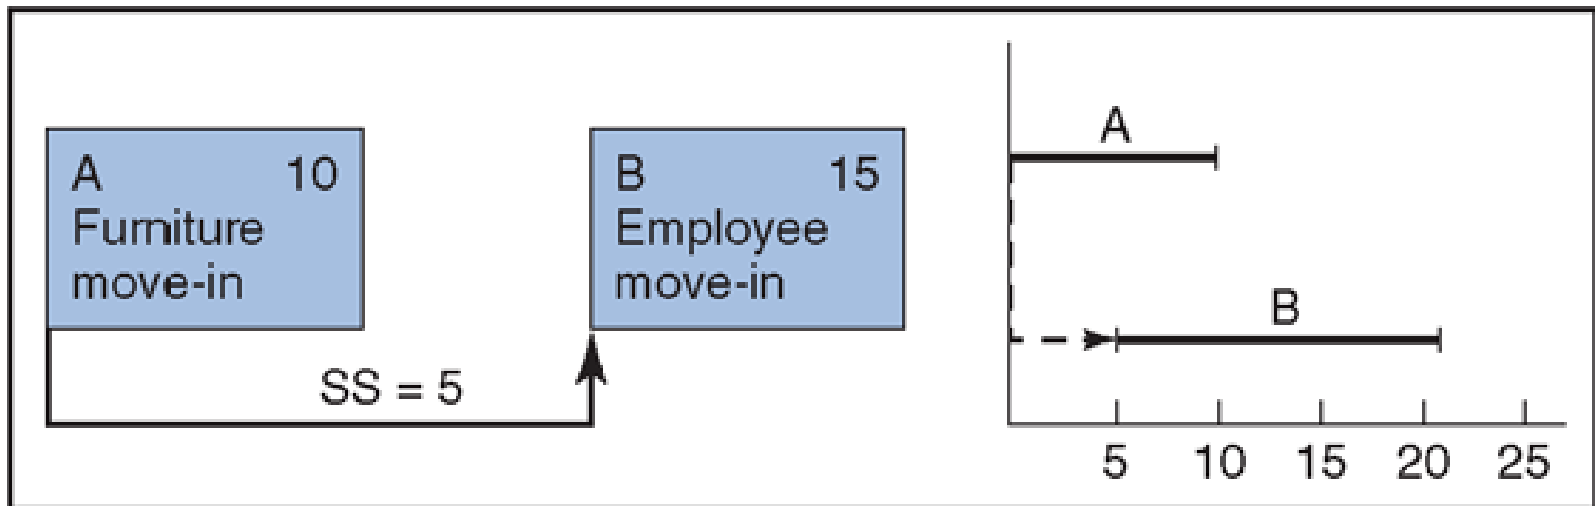 A 10
Furniture
move-in
B 15
Employee
move-in
SS = 5
A
B
5 10 15 20 25